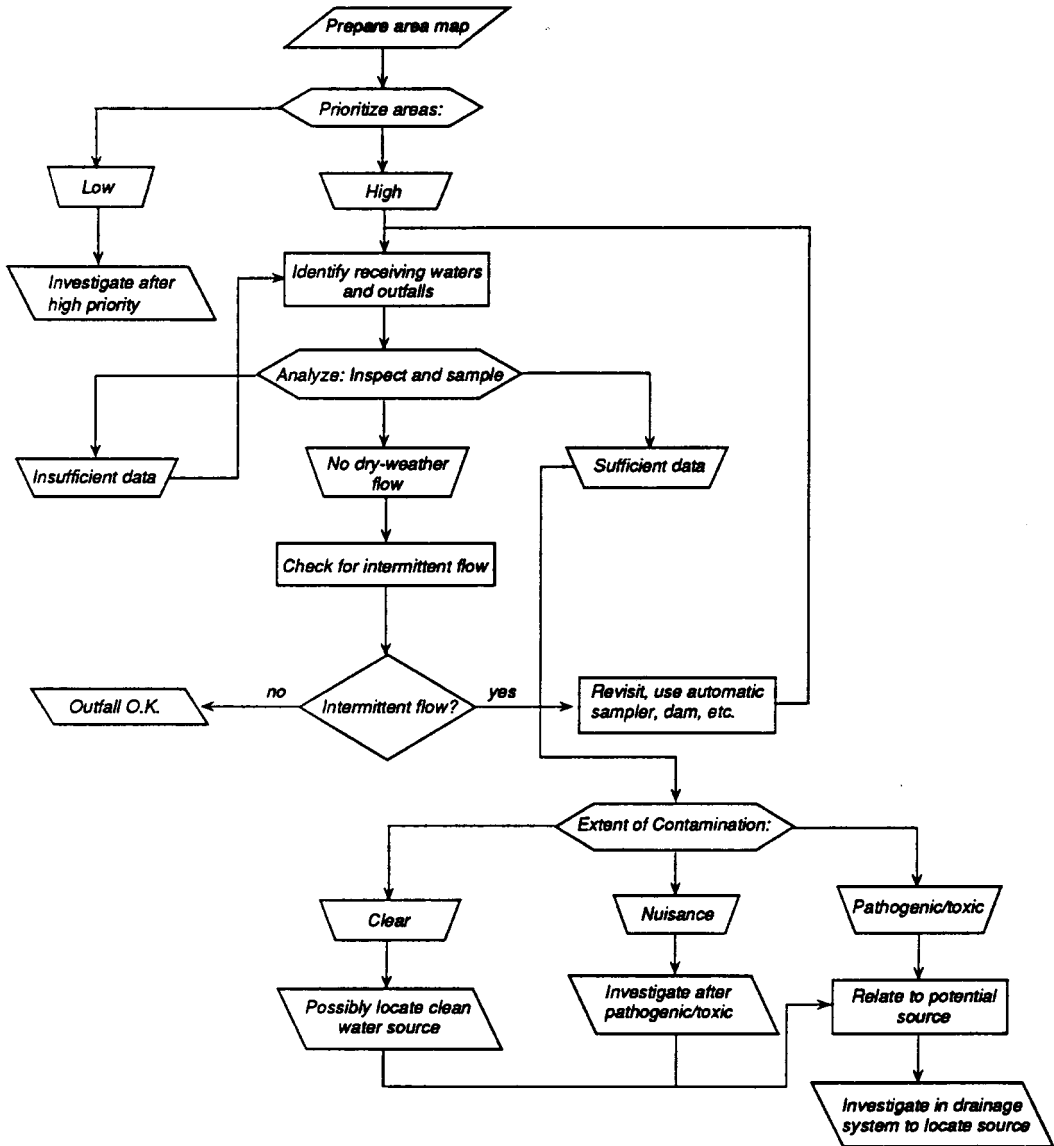 Prepare area map
Prioritize areas:
Low
High
Investigate after
high priority
Identify receiving waters
and outfalls
Analyze: Inspect and sample
Insufficient data
No dry-weather
flow
Sufficient data
Check for intermittent flow
Outfall O.K.
no
Intermittent flow?
yes
Revisit, use automatic
sampler, dam, etc.
Extent of Contamination:
Clear
Nuisance
Pathogenic/toxic
Possibly locate clean
water source
Investigate after
pathogenic/toxic
Relate to potential
source
Investigate in drainage
system to locate source